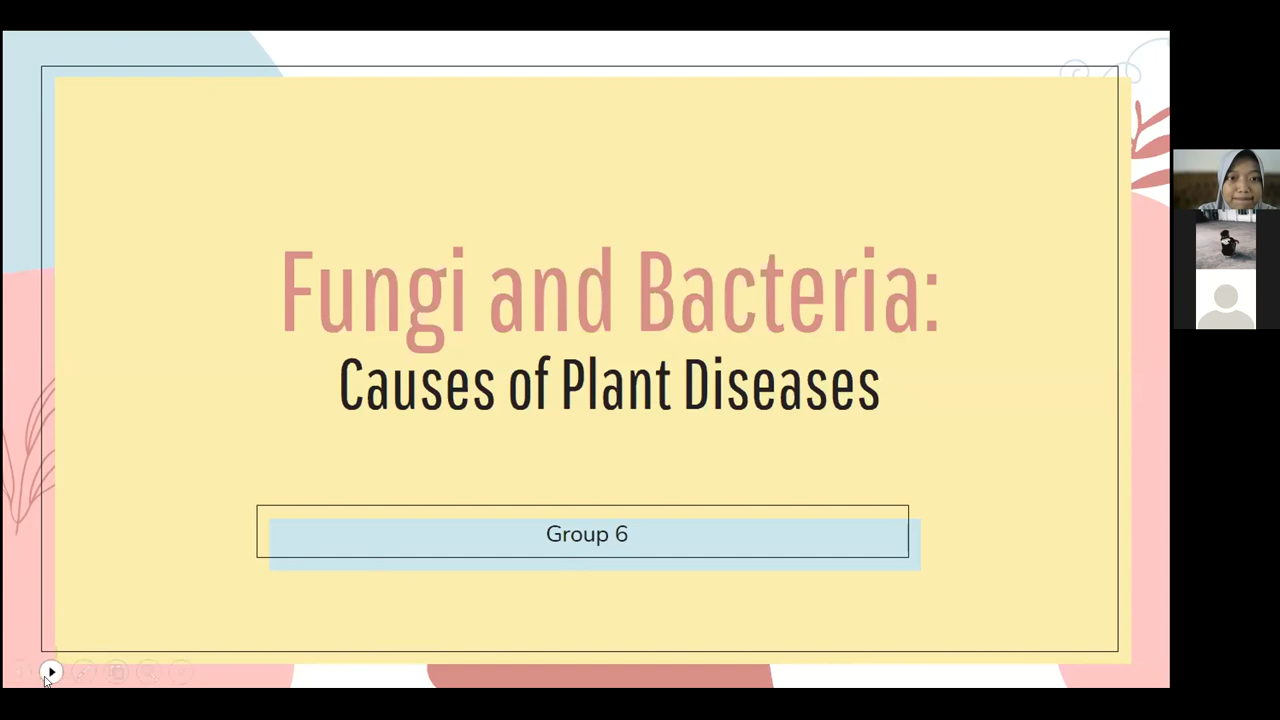 Fungi and Bacteria:
Causes of Plant Diseases
Group 6